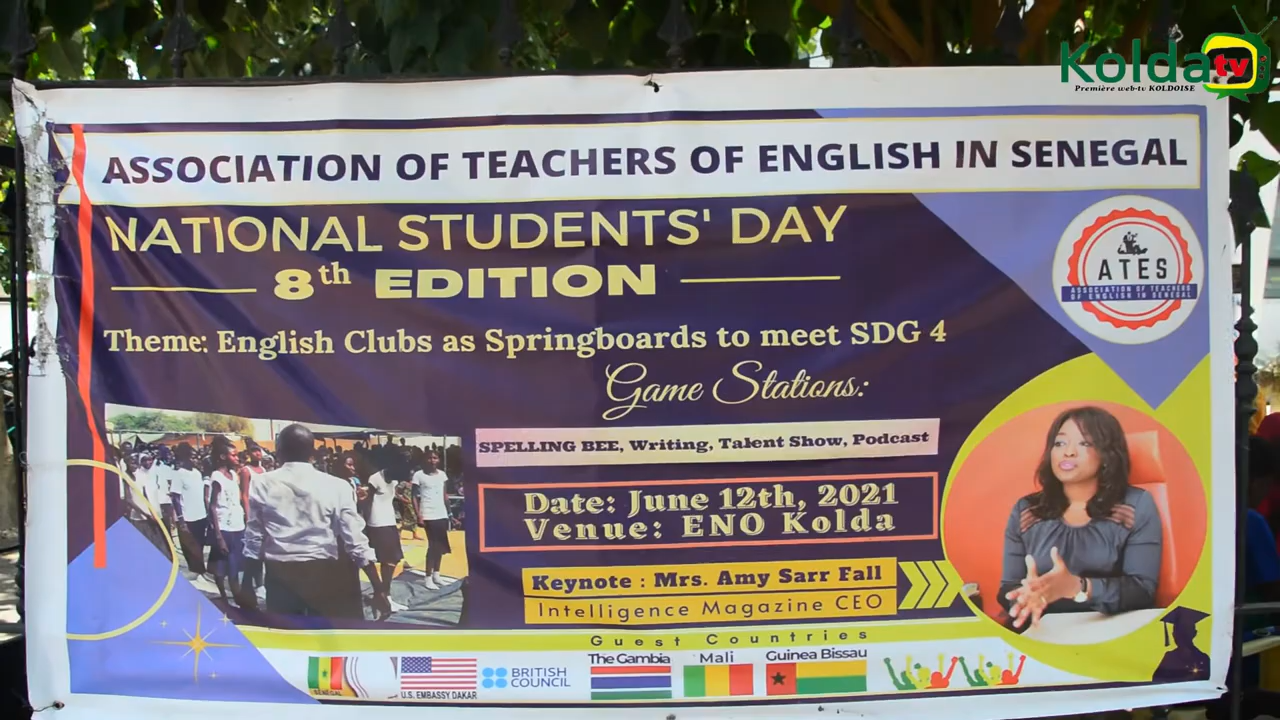 Kolda tv
Première web-tv KOLDOISE
ASSOCIATION OF TEACHERS OF ENGLISH IN SENEGAL
NATIONAL STUDENTS' DAY
8th EDITION
ATES
ASSOCIATION OF TEACHERS
OF ENGLISH IN SENEGAL
Theme: English Clubs as Springboards to meet SDG 4
Game Stations:
SPELLING BEE, Writing, Talent Show, Podcast
Date: June 12th, 2021
Venue: ENO Kolda
Keynote : Mrs. Amy Sarr Fall
Intelligence Magazine CEO
Guest Countries
SENEGAL
U.S. EMBASSY DAKAR
BRITISH
COUNCIL
The Gambia
Mali
Guinea Bissau